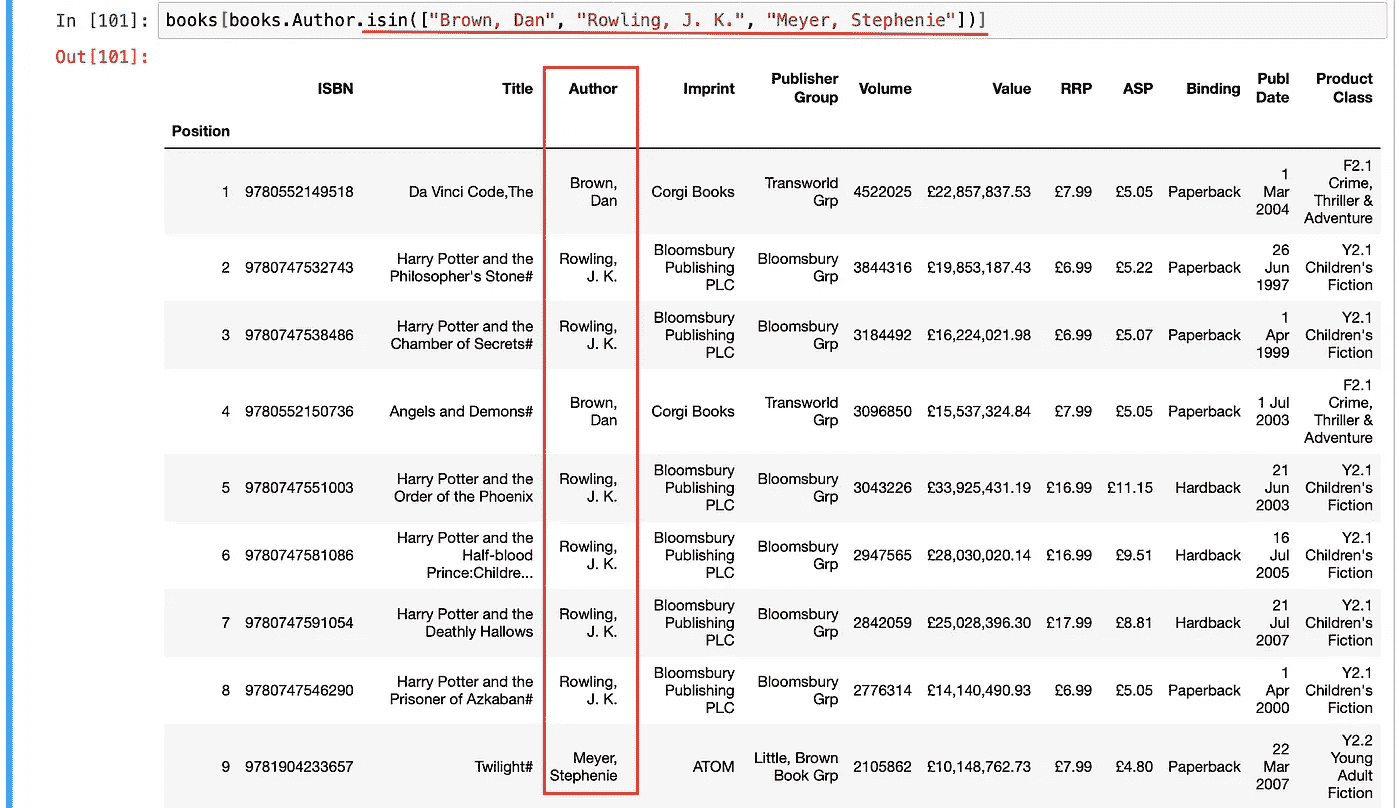 In [101]: books[books.Author.isin(["Brown, Dan", "Rowling, J. K.", "Meyer, Stephenie"])]
Out[101]:
ISBN Title Author Imprint Publisher Group Volume Value RRP ASP Binding Publ Date Product Class
Position
1 9780552149518 Da Vinci Code,The Brown, Dan Corgi Books Transworld Grp 4522025 £22,857,837.53 £7.99 £5.05 Paperback 1 Mar 2004 F2.1 Crime, Thriller & Adventure
2 9780747532743 Harry Potter and the Philosopher's Stone# Rowling, J. K. Bloomsbury Publishing PLC Bloomsbury Grp 3844316 £19,853,187.43 £6.99 £5.22 Paperback 26 Jun 1997 Y2.1 Children's Fiction
3 9780747538486 Harry Potter and the Chamber of Secrets# Rowling, J. K. Bloomsbury Publishing PLC Bloomsbury Grp 3184492 £16,224,021.98 £6.99 £5.07 Paperback 1 Apr 1999 Y2.1 Children's Fiction
4 9780552150736 Angels and Demons# Brown, Dan Corgi Books Transworld Grp 3096850 £15,537,324.84 £7.99 £5.05 Paperback 1 Jul 2003 F2.1 Crime, Thriller & Adventure
5 9780747551003 Harry Potter and the Order of the Phoenix Rowling, J. K. Bloomsbury Publishing PLC Bloomsbury Grp 3043226 £33,925,431.19 £16.99 £11.15 Hardback 21 Jun 2003 Y2.1 Children's Fiction
6 9780747581086 Harry Potter and the Half-blood Prince:Childre... Rowling, J. K. Bloomsbury Publishing PLC Bloomsbury Grp 2947565 £28,030,020.14 £16.99 £9.51 Hardback 16 Jul 2005 Y2.1 Children's Fiction
7 9780747591054 Harry Potter and the Deathly Hallows Rowling, J. K. Bloomsbury Publishing PLC Bloomsbury Grp 2842059 £25,028,396.30 £17.99 £8.81 Hardback 21 Jul 2007 Y2.1 Children's Fiction
8 9780747546290 Harry Potter and the Prisoner of Azkaban# Rowling, J. K. Bloomsbury Publishing PLC Bloomsbury Grp 2776314 £14,140,490.93 £6.99 £5.05 Paperback 1 Apr 2000 Y2.1 Children's Fiction
9 9781904233657 Twilight# Meyer, Stephenie ATOM Little, Brown Book Grp 2105862 £10,148,762.73 £7.99 £4.80 Paperback 22 Mar 2007 Y2.2 Young Adult Fiction